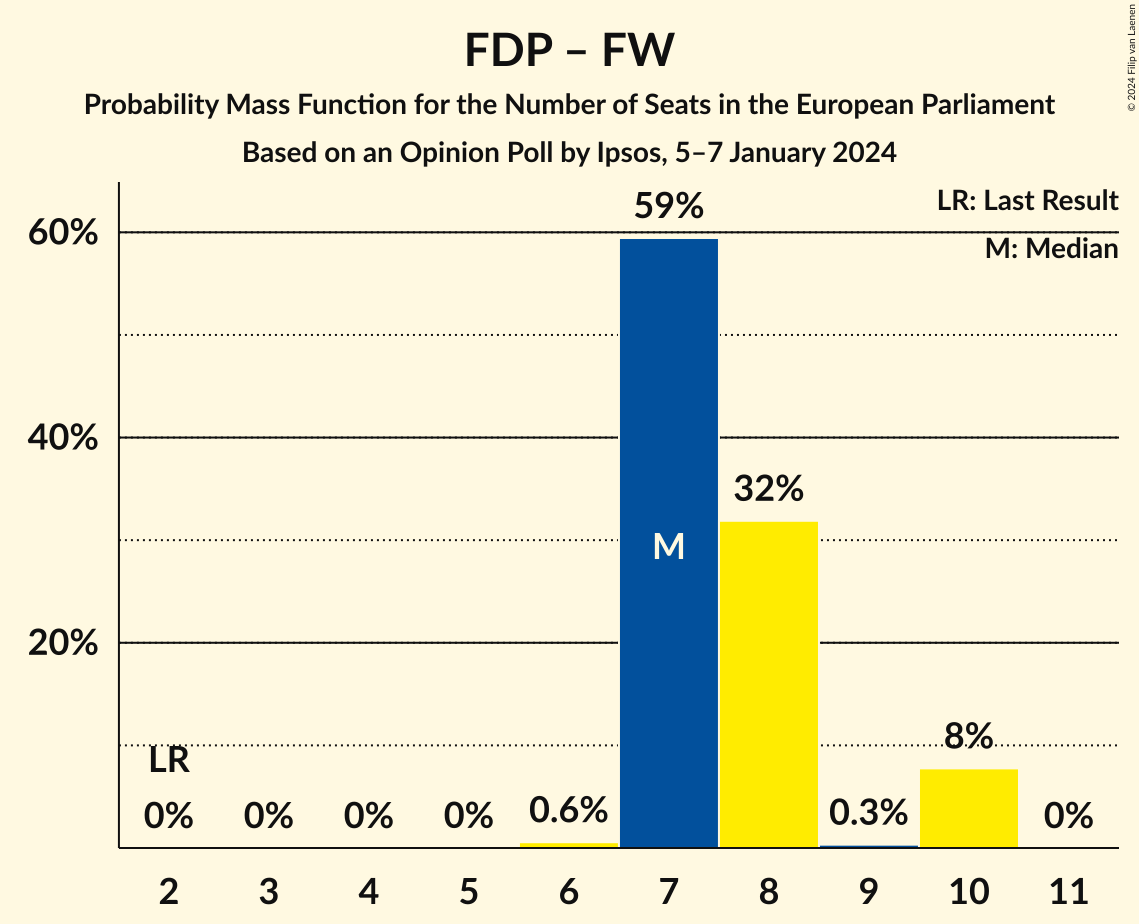 FDP – FW
Probability Mass Function for the Number of Seats in the European Parliament
Based on an Opinion Poll by Ipsos, 5–7 January 2024
© 2024 Filip van Laenen
LR: Last Result
M: Median
60%
40%
20%
59%
32%
M
8%
LR
0%
0%
0%
0%
0.6%
0.3%
0%
2
3
4
5
6
7
8
9
10
11